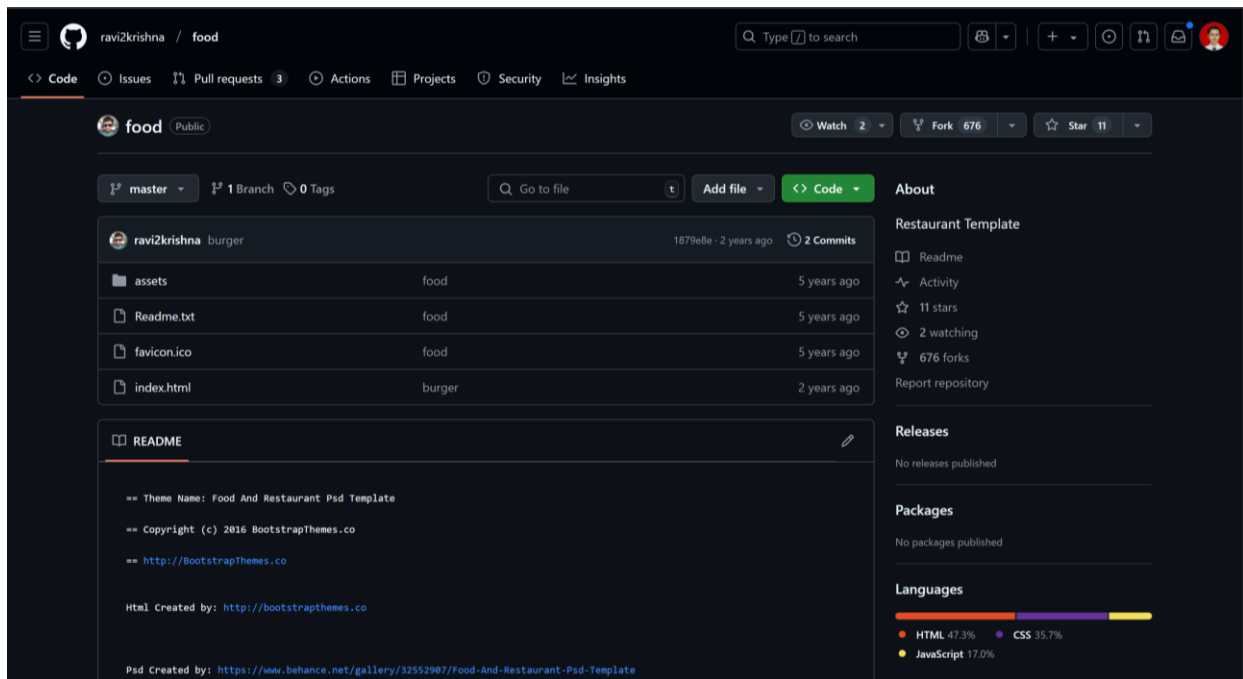 ravi2krishna / food
Type / to search
Code
Issues
Pull requests 3
Actions
Projects
Security
Insights
food Public
Watch 2
Fork 676
Star 11
master
1 Branch
0 Tags
Go to file t
Add file
Code
ravi2krishna burger 1879e8e · 2 years ago 2 Commits
assets food 5 years ago
Readme.txt food 5 years ago
favicon.ico food 5 years ago
index.html burger 2 years ago
README
== Theme Name: Food And Restaurant Psd Template
== Copyright (c) 2016 BootstrapThemes.co
== http://BootstrapThemes.co
Html Created by: http://bootstrapthemes.co
Psd Created by: https://www.behance.net/gallery/32552907/Food-And-Restaurant-Psd-Template
About
Restaurant Template
Readme
Activity
11 stars
2 watching
676 forks
Report repository
Releases
No releases published
Packages
No packages published
Languages
HTML 47.3% CSS 35.7%
JavaScript 17.0%